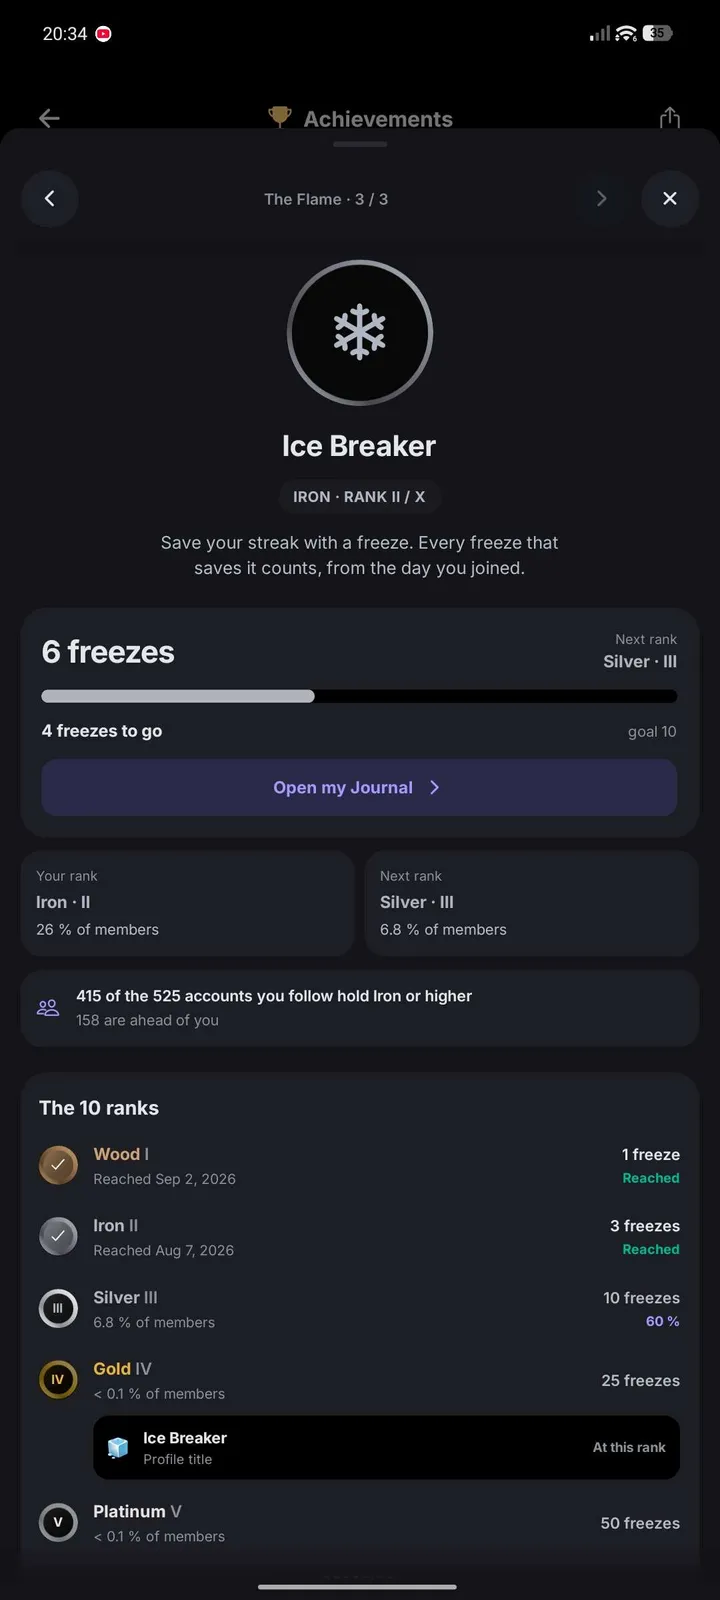 20:34
6
35
Achievements
The Flame · 3 / 3
Ice Breaker
IRON · RANK II / X
Save your streak with a freeze. Every freeze that
saves it counts, from the day you joined.
6 freezes
Next rank
Silver · III
4 freezes to go
goal 10
Open my Journal
Your rank
Iron · II
26 % of members
Next rank
Silver · III
6.8 % of members
415 of the 525 accounts you follow hold Iron or higher
158 are ahead of you
The 10 ranks
Wood I
Reached Sep 2, 2026
1 freeze
Reached
Iron II
Reached Aug 7, 2026
3 freezes
Reached
III
Silver III
6.8 % of members
10 freezes
60 %
IV
Gold IV
< 0.1 % of members
25 freezes
Ice Breaker
Profile title
At this rank
V
Platinum V
< 0.1 % of members
50 freezes